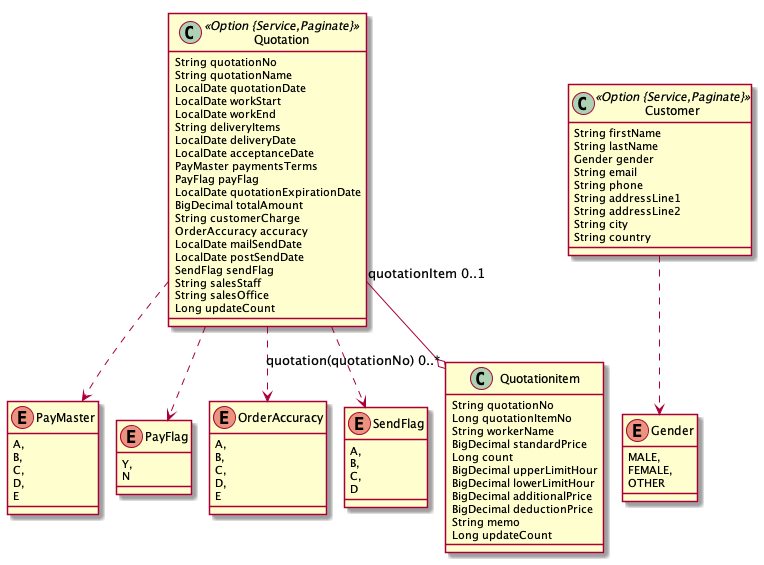 C «Option {Service,Paginate}»
Quotation
String quotationNo
String quotationName
LocalDate quotationDate
LocalDate workStart
LocalDate workEnd
String deliveryItems
LocalDate deliveryDate
LocalDate acceptanceDate
PayMaster paymentsTerms
PayFlag payFlag
LocalDate quotationExpirationDate
BigDecimal totalAmount
String customerCharge
OrderAccuracy accuracy
LocalDate mailSendDate
LocalDate postSendDate
SendFlag sendFlag
String salesStaff
String salesOffice
Long updateCount
C «Option {Service,Paginate}»
Customer
String firstName
String lastName
Gender gender
String email
String phone
String addressLine1
String addressLine2
String city
String country
quotationItem 0..1
quotation(quotationNo) 0..*
E PayMaster
A,
B,
C,
D,
E
E PayFlag
Y,
N
E OrderAccuracy
A,
B,
C,
D,
E
E SendFlag
A,
B,
C,
D
C Quotationitem
String quotationNo
Long quotationItemNo
String workerName
BigDecimal standardPrice
Long count
BigDecimal upperLimitHour
BigDecimal lowerLimitHour
BigDecimal additionalPrice
BigDecimal deductionPrice
String memo
Long updateCount
E Gender
MALE,
FEMALE,
OTHER